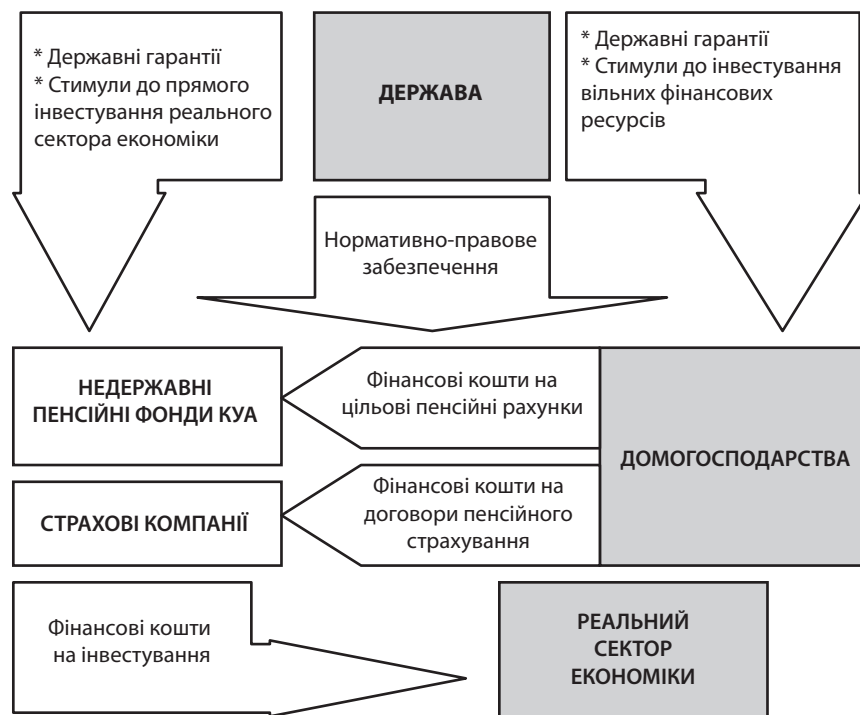 * Державні гарантії
* Стимули до прямого
інвестування реального
сектора економіки
ДЕРЖАВА
* Державні гарантії
* Стимули до інвестування
вільних фінансових
ресурсів
Нормативно-правове
забезпечення
НЕДЕРЖАВНІ
ПЕНСІЙНІ ФОНДИ КУА
Фінансові кошти на
цільові пенсійні рахунки
ДОМОГОСПОДАРСТВА
СТРАХОВІ КОМПАНІЇ
Фінансові кошти на
договори пенсійного
страхування
Фінансові кошти
на інвестування
РЕАЛЬНИЙ
СЕКТОР
ЕКОНОМІКИ